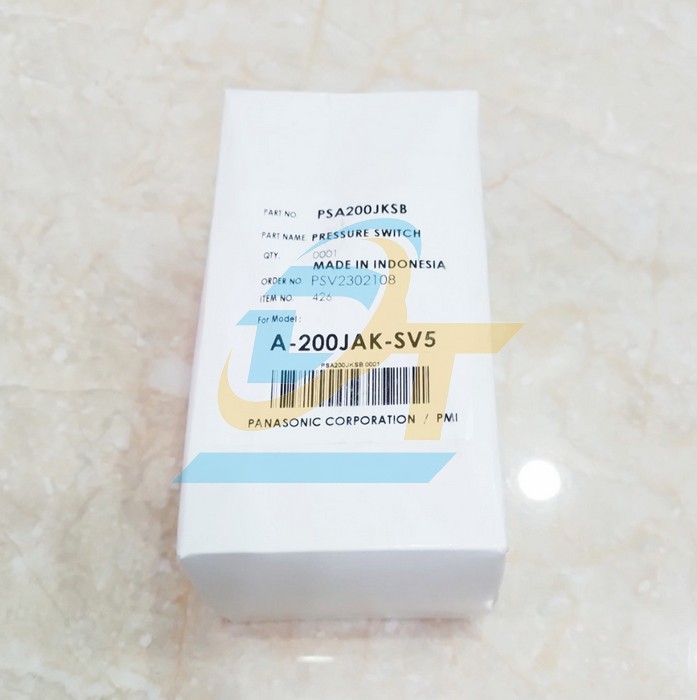 PART NO. PSA200JKSB
PART NAME PRESSURE SWITCH
QTY. 0001
MADE IN INDONESIA
ORDER NO PSV2302108
ITEM NO. 426
For Model :
A-200JAK-SV5
PSA200JKSB 0001
PANASONIC CORPORATION / PMI
DT